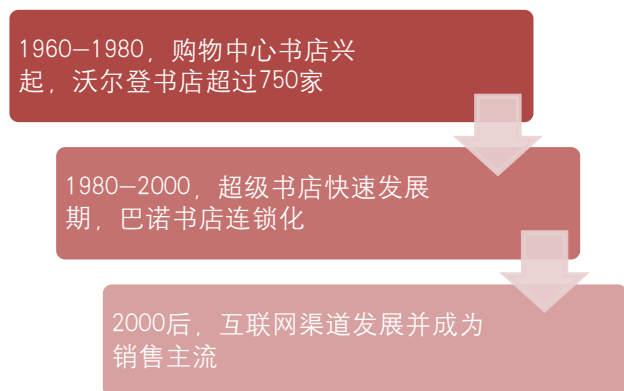 1960—1980，购物中心书店兴
起，沃尔登书店超过750家
1980—2000，超级书店快速发展
期，巴诺书店连锁化
2000后，互联网渠道发展并成为
销售主流